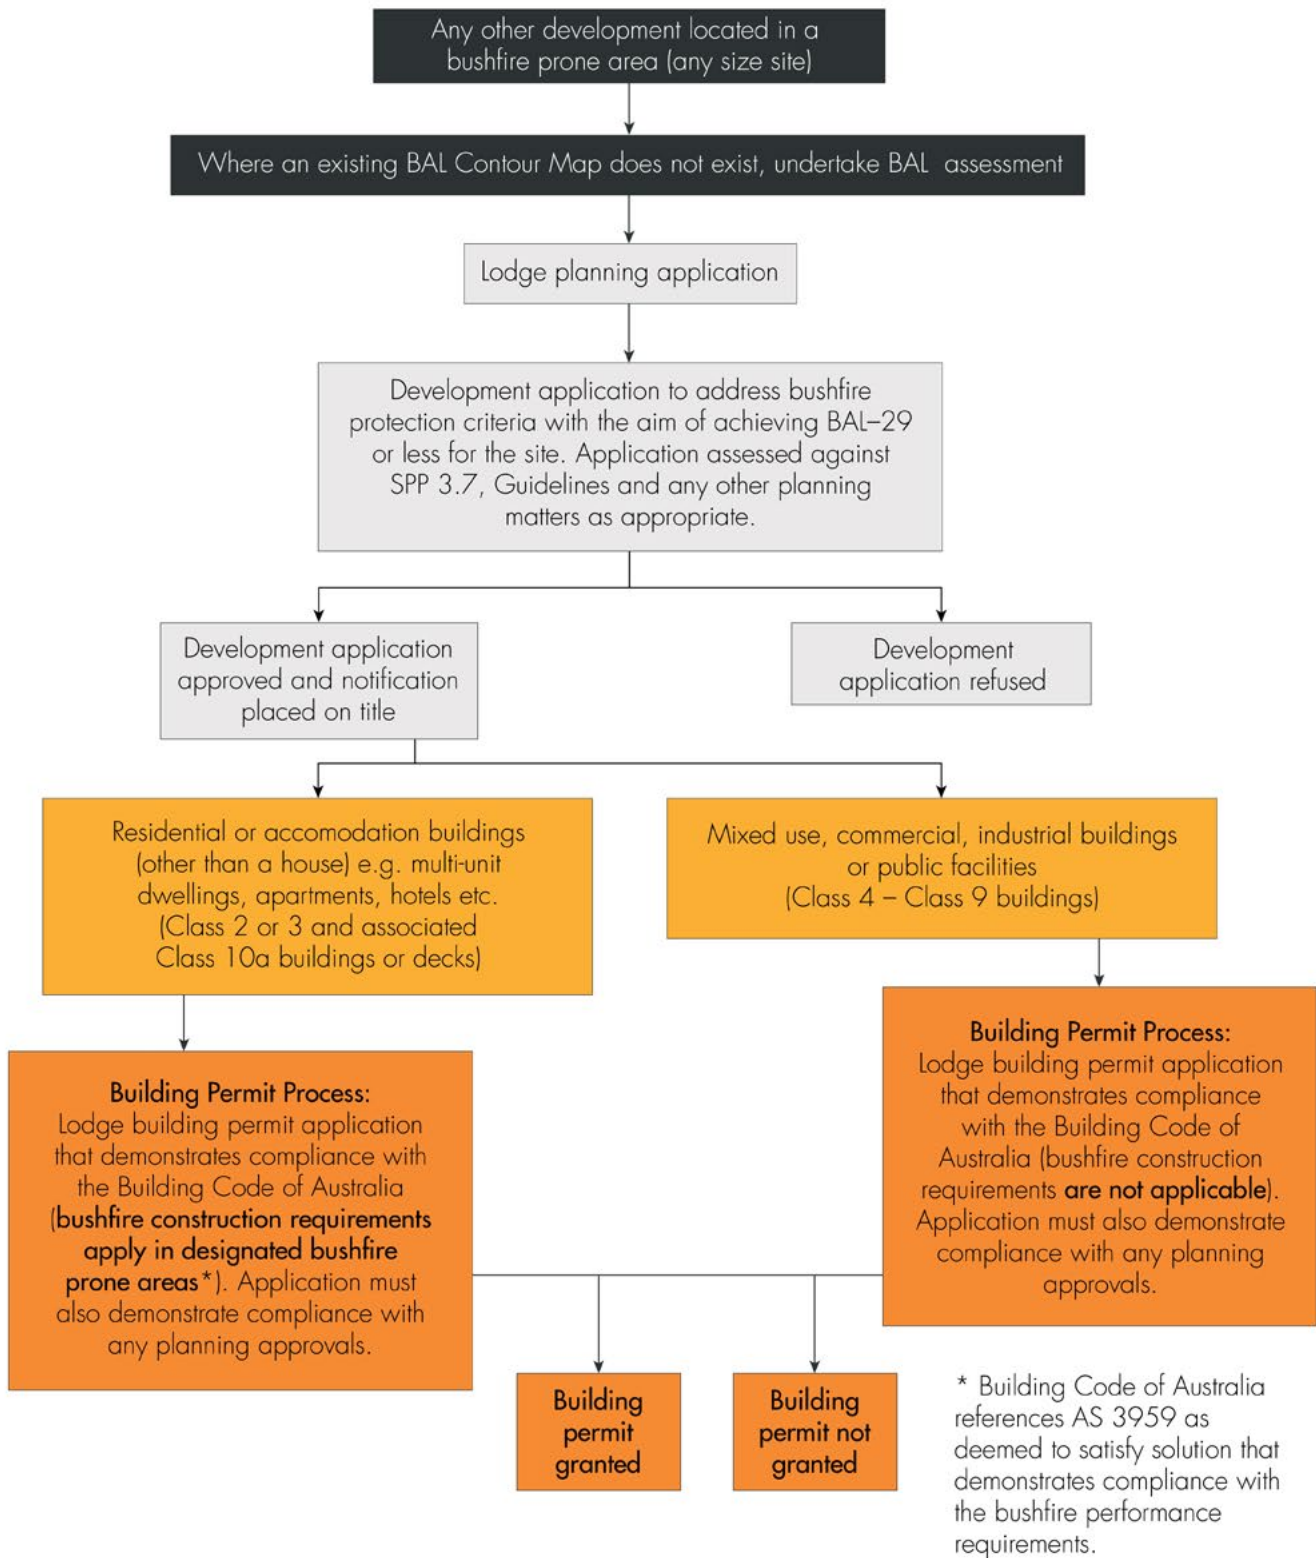 Any other development located in a
bushfire prone area (any size site)
Where an existing BAL Contour Map does not exist, undertake BAL assessment
Lodge planning application
Development application to address bushfire
protection criteria with the aim of achieving BAL–29
or less for the site. Application assessed against
SPP 3.7, Guidelines and any other planning
matters as appropriate.
Development application
approved and notification
placed on title
Development
application refused
Residential or accomodation buildings
(other than a house) e.g. multi-unit
dwellings, apartments, hotels etc.
(Class 2 or 3 and associated
Class 10a buildings or decks)
Mixed use, commercial, industrial buildings
or public facilities
(Class 4 – Class 9 buildings)
Building Permit Process:
Lodge building permit application
that demonstrates compliance with
the Building Code of Australia
(bushfire construction requirements
apply in designated bushfire
prone areas*). Application must
also demonstrate compliance with
any planning approvals.
Building Permit Process:
Lodge building permit application
that demonstrates compliance
with the Building Code of
Australia (bushfire construction
requirements are not applicable).
Application must also demonstrate
compliance with any planning
approvals.
Building
permit
granted
Building
permit not
granted
* Building Code of Australia
references AS 3959 as
deemed to satisfy solution that
demonstrates compliance with
the bushfire performance
requirements.